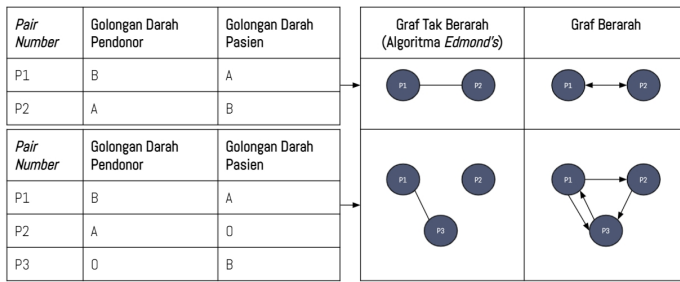 Pair Number
Golongan Darah Pendonor
Golongan Darah Pasien
P1
B
A
P2
A
B
Pair Number
Golongan Darah Pendonor
Golongan Darah Pasien
P1
B
A
P2
A
O
P3
O
B
Graf Tak Berarah
(Algoritma Edmond's)
Graf Berarah
P1
P2
P1
P2
P1
P2
P3
P1
P2
P3